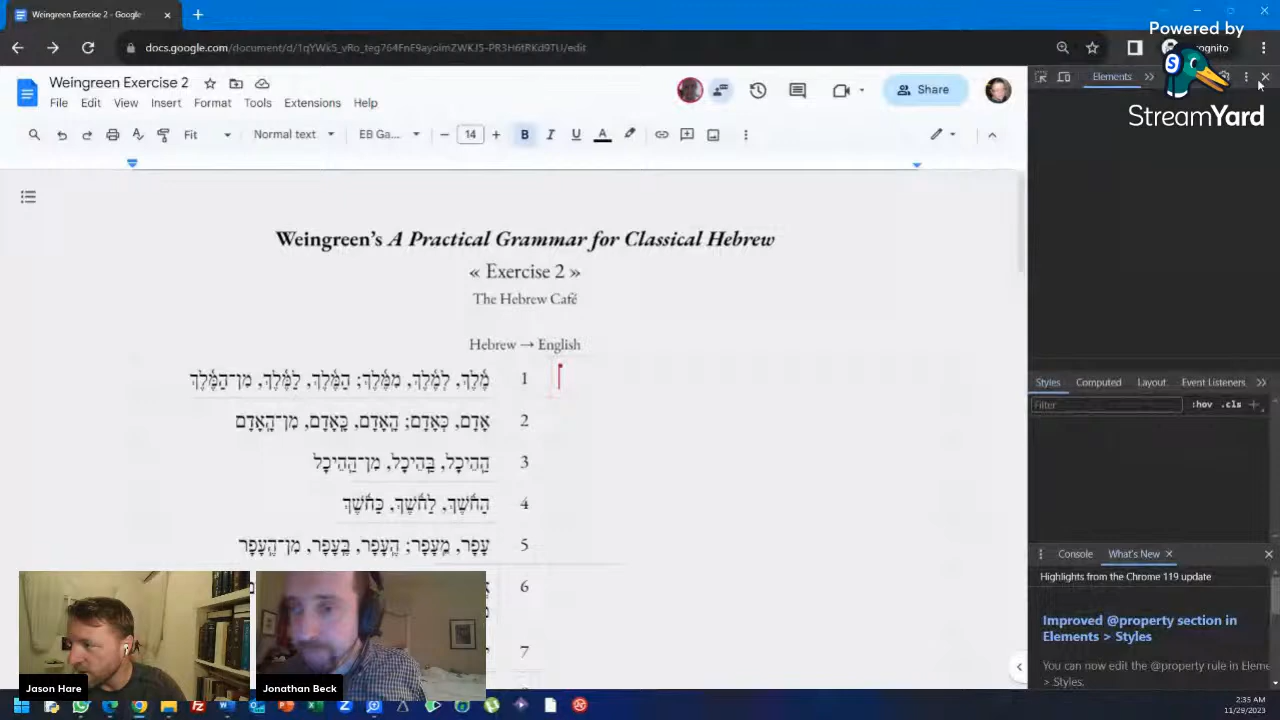 Weingreen Exercise 2 - Google
Powered by
docs.google.com/document/d/1qYWk5_vRo_teg764FnE9ayoimZWKJ5-PR3H6tRKd9TU/edit
StreamYard
Weingreen Exercise 2
File Edit View Insert Format Tools Extensions Help
Share
Elements
Fit Normal text EB Ga... 14 B I U A
Weingreen's A Practical Grammar for Classical Hebrew
« Exercise 2 »
The Hebrew Café
Hebrew → English
1 מֶ֫לֶךְ, לְמֶ֫לֶךְ, מִמֶּ֫לֶךְ; הַמֶּ֫לֶךְ, לַמֶּ֫לֶךְ, מִן־הַמֶּ֫לֶךְ
2 אָדָם, כְּאָדָם; הָֽאָדָם, כָּֽאָדָם, מִן־הָֽאָדָם
3 הַֽהֵיכָל, בַּֽהֵיכָל, מִן־הַֽהֵיכָל
4 הַחֹ֫שֶׁךְ, לַחֹ֫שֶׁךְ, כַּחֹ֫שֶׁךְ
5 עָפָר, מֵֽעָפָר; הֶֽעָפָר, בֶּֽעָפָר, מִן־הֶֽעָפָר
6
7
Styles Computed Layout Event Listeners
Filter :hov .cls
Console What's New
Highlights from the Chrome 119 update
Improved @property section in
Elements > Styles
You can now edit the @property rule in Eleme
> Styles.
Jason Hare
Jonathan Beck
2:35 AM
11/29/2023